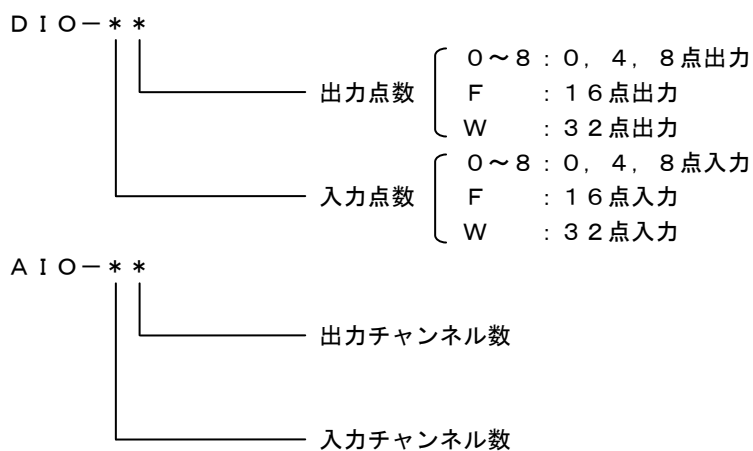 ＤＩＯ－＊＊
０～８：０，４，８点出力
出力点数　Ｆ　：１６点出力
Ｗ　：３２点出力
０～８：０，４，８点入力
入力点数　Ｆ　：１６点入力
Ｗ　：３２点入力
ＡＩＯ－＊＊
出力チャンネル数
入力チャンネル数